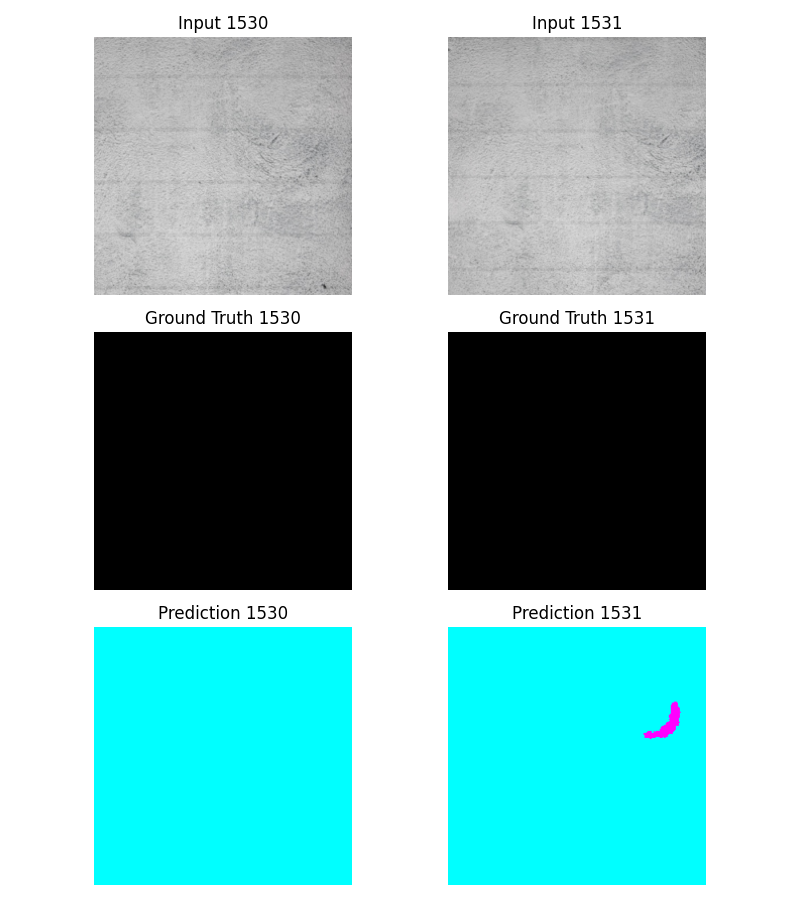 Input 1530
Input 1531
Ground Truth 1530
Ground Truth 1531
Prediction 1530
Prediction 1531